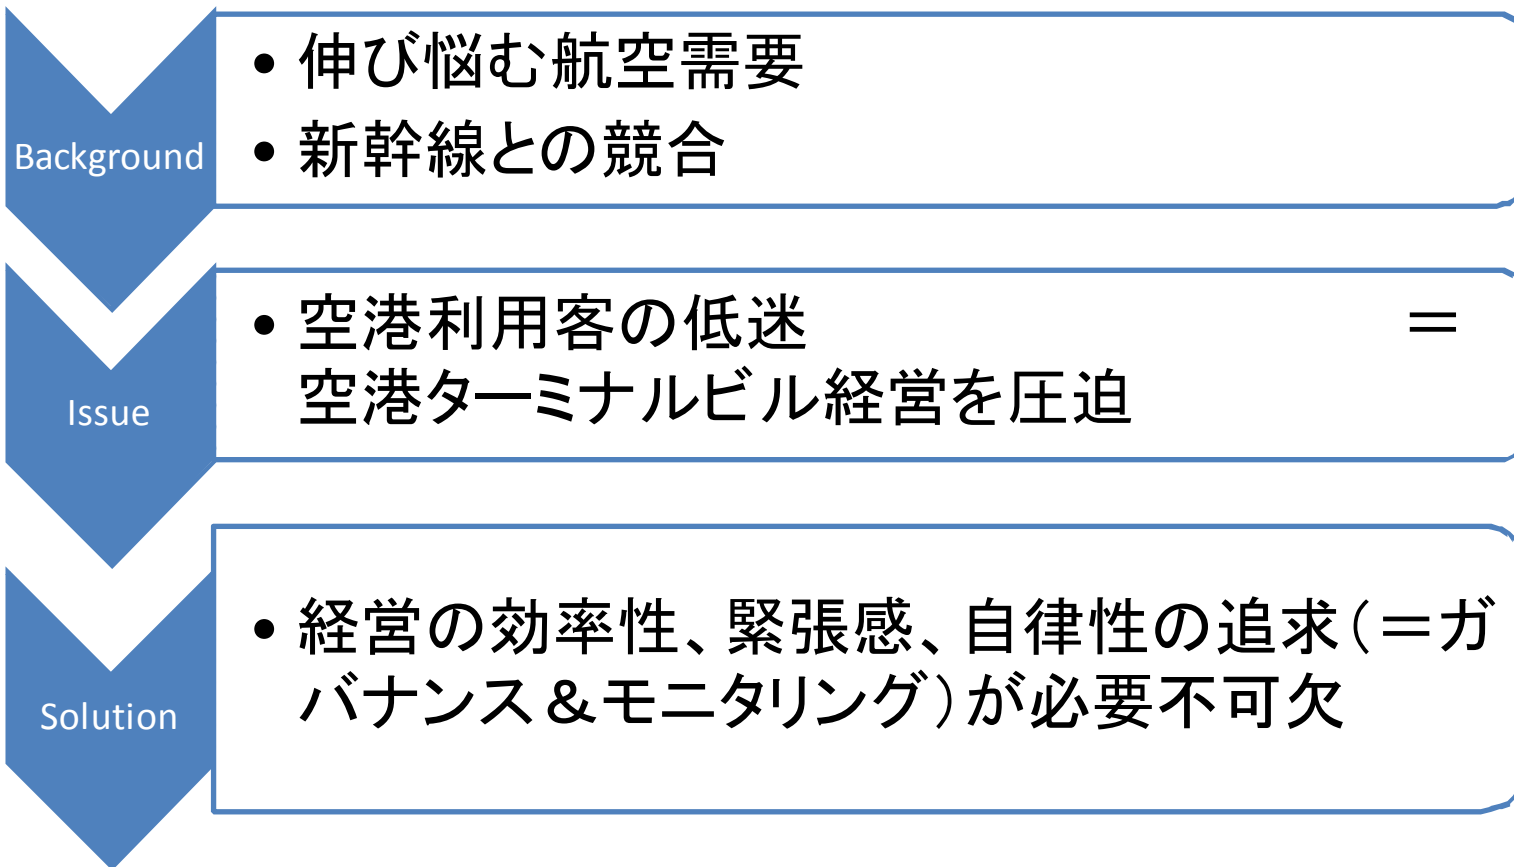 Background
• 伸び悩む航空需要
• 新幹線との競合
Issue
• 空港利用客の低迷 ＝
空港ターミナルビル経営を圧迫
Solution
• 経営の効率性、緊張感、自律性の追求（＝ガ
バナンス＆モニタリング）が必要不可欠